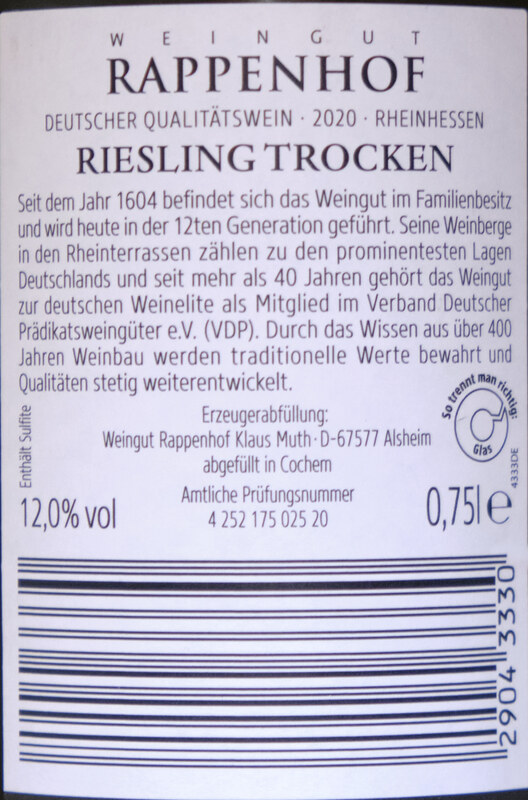 WEINGUT
RAPPENHOF
DEUTSCHER QUALITÄTSWEIN · 2020 · RHEINHESSEN
RIESLING TROCKEN
Seit dem Jahr 1604 befindet sich das Weingut im Familienbesitz
und wird heute in der 12ten Generation geführt. Seine Weinberge
in den Rheinterrassen zählen zu den prominentesten Lagen
Deutschlands und seit mehr als 40 Jahren gehört das Weingut
zur deutschen Weinelite als Mitglied im Verband Deutscher
Prädikatsweingüter e.V. (VDP). Durch das Wissen aus über 400
Jahren Weinbau werden traditionelle Werte bewahrt und
Qualitäten stetig weiterentwickelt.
So trennt man richtig:
Glas
Enthält Sulfite
Erzeugerabfüllung:
Weingut Rappenhof Klaus Muth · D-67577 Alsheim
abgefüllt in Cochem
4333DE
12,0% vol
Amtliche Prüfungsnummer
4 252 175 025 20
0,75l e
2904 3330